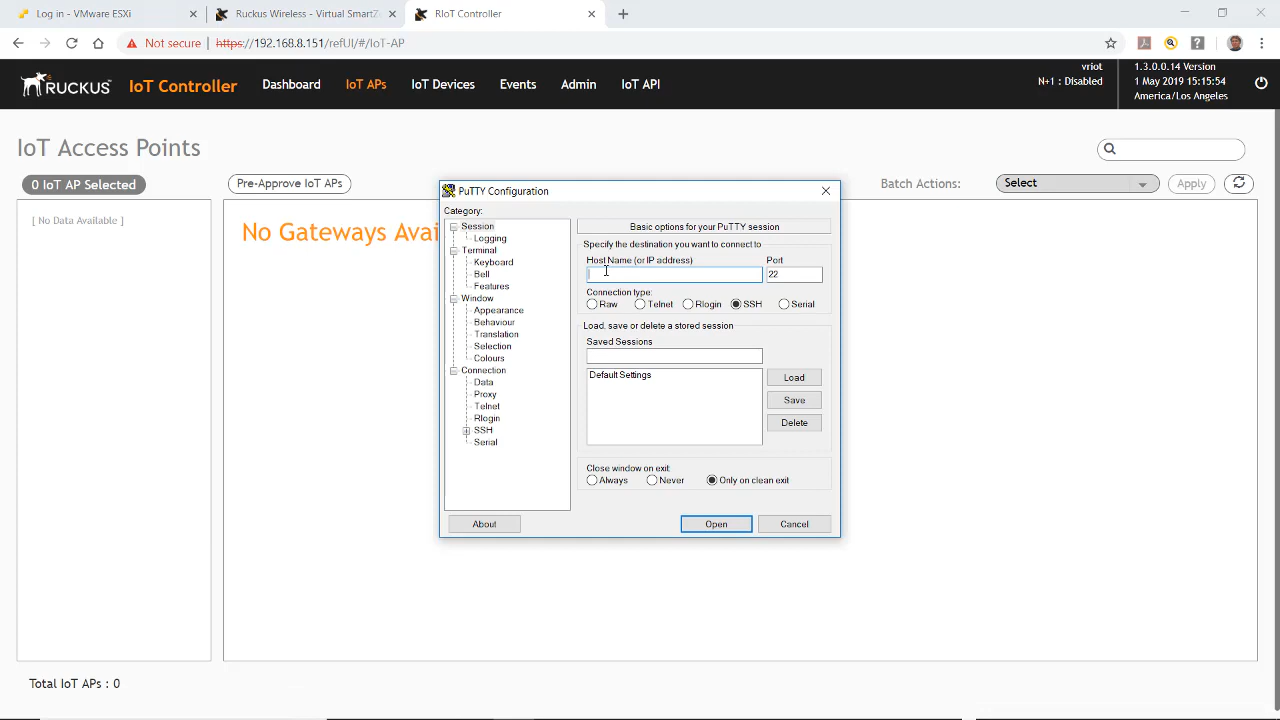 Log in - VMware ESXi
Ruckus Wireless - Virtual SmartZ
RIoT Controller
Not secure
https://192.168.8.151/refUI/#/IoT-AP
RUCKUS
IoT Controller
Dashboard
IoT APs
IoT Devices
Events
Admin
IoT API
vriot
N+1 : Disabled
1.3.0.0.14 Version
1 May 2019 15:15:54
America/Los Angeles
IoT Access Points
0 IoT AP Selected
Pre-Approve IoT APs
Batch Actions:
Select
Apply
[ No Data Available ]
No Gateways Avai
PuTTY Configuration
Category:
Session
Logging
Terminal
Keyboard
Bell
Features
Window
Appearance
Behaviour
Translation
Selection
Colours
Connection
Data
Proxy
Telnet
Rlogin
SSH
Serial
Basic options for your PuTTY session
Specify the destination you want to connect to
Host Name (or IP address)
Port
22
Connection type:
Raw
Telnet
Rlogin
SSH
Serial
Load, save or delete a stored session
Saved Sessions
Default Settings
Load
Save
Delete
Close window on exit:
Always
Never
Only on clean exit
About
Open
Cancel
Total IoT APs : 0